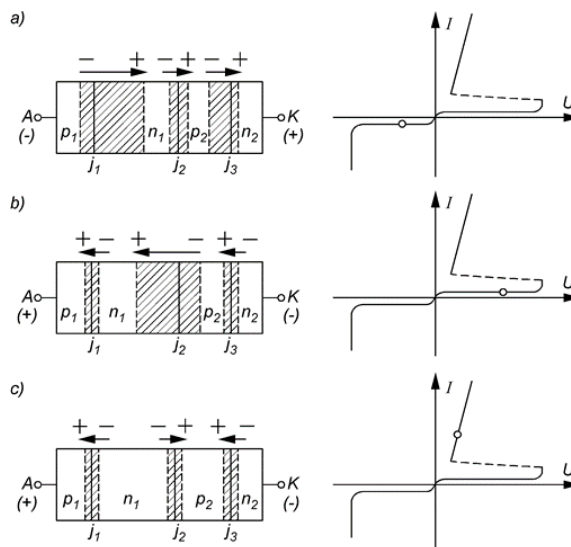 a)
− + − + − +
A K
(-) p₁ n₁ p₂ n₂ (+)
j₁ j₂ j₃
I
U
b)
+ − + − + −
A K
(+) p₁ n₁ p₂ n₂ (-)
j₁ j₂ j₃
I
U
c)
+ − − + + −
A K
(+) p₁ n₁ p₂ n₂ (-)
j₁ j₂ j₃
I
U